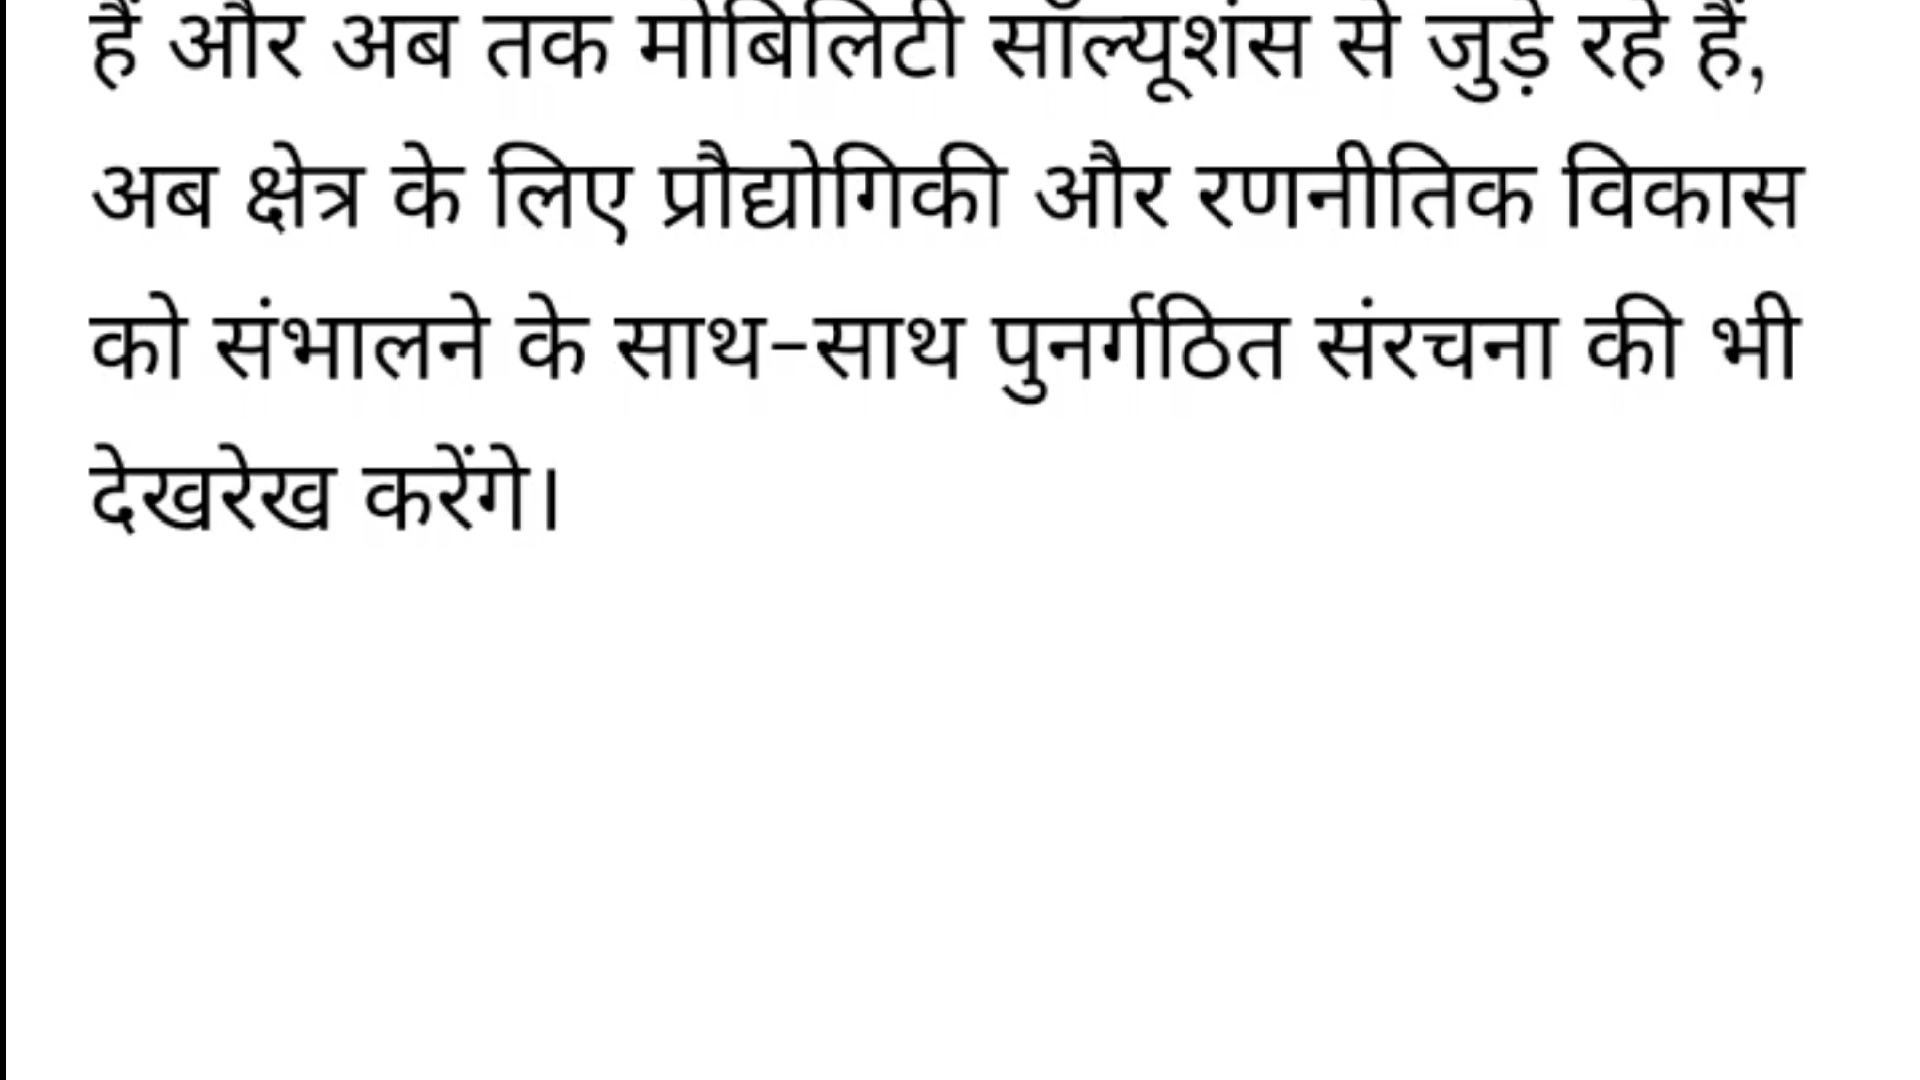 हैं और अब तक मोबिलिटी सॉल्यूशंस से जुड़े रहे हैं,
अब क्षेत्र के लिए प्रौद्योगिकी और रणनीतिक विकास
को संभालने के साथ-साथ पुनर्गठित संरचना की भी
देखरेख करेंगे।